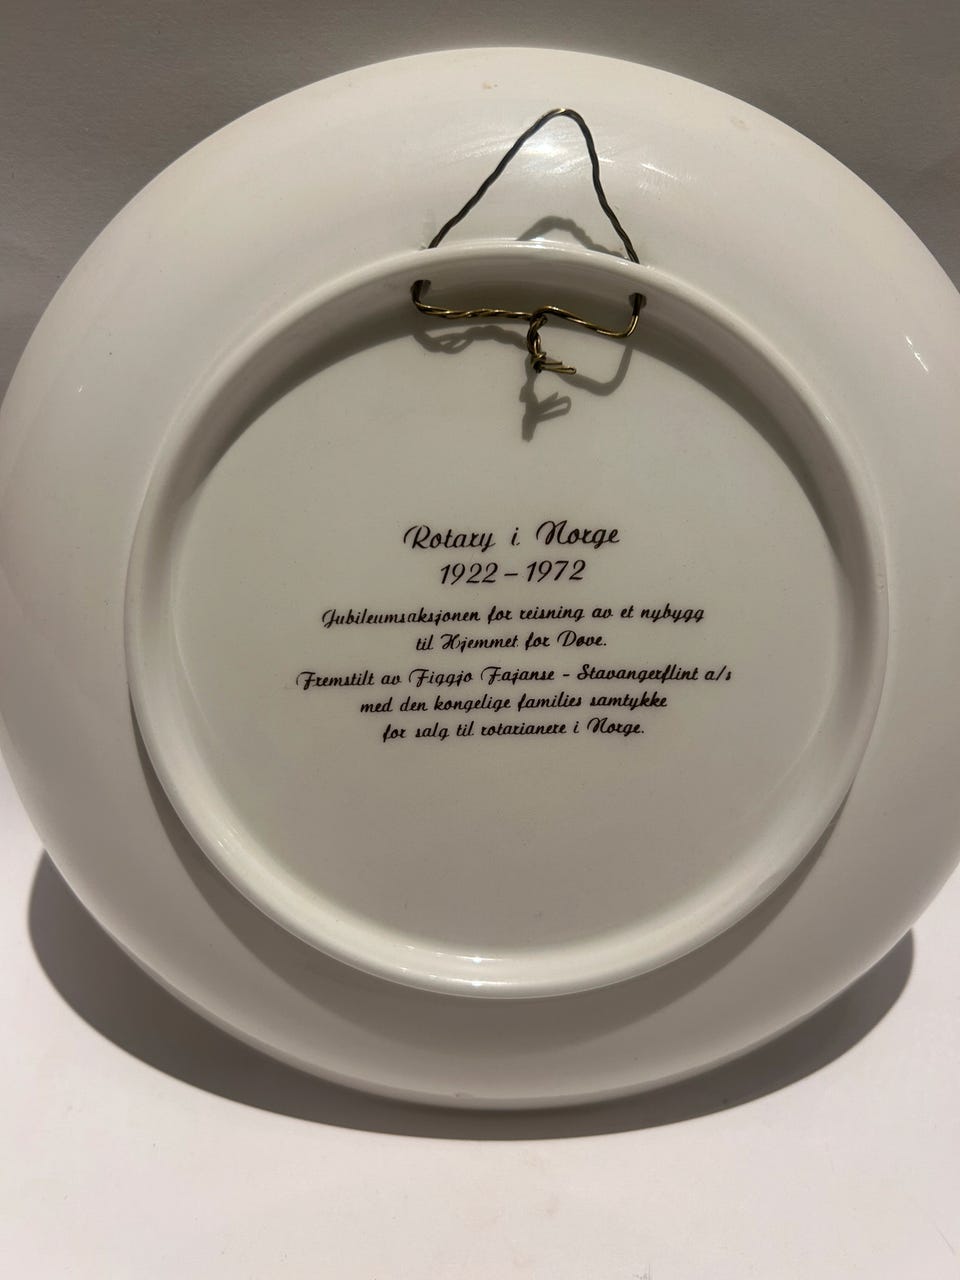 Rotary i Norge
1922 – 1972
Jubileumsaksjonen for reisning av et nybygg
til Hjemmet for Døve.
Fremstilt av Figgjo Fajanse - Stavangerflint a/s
med den kongelige families samtykke
for salg til rotarianere i Norge.